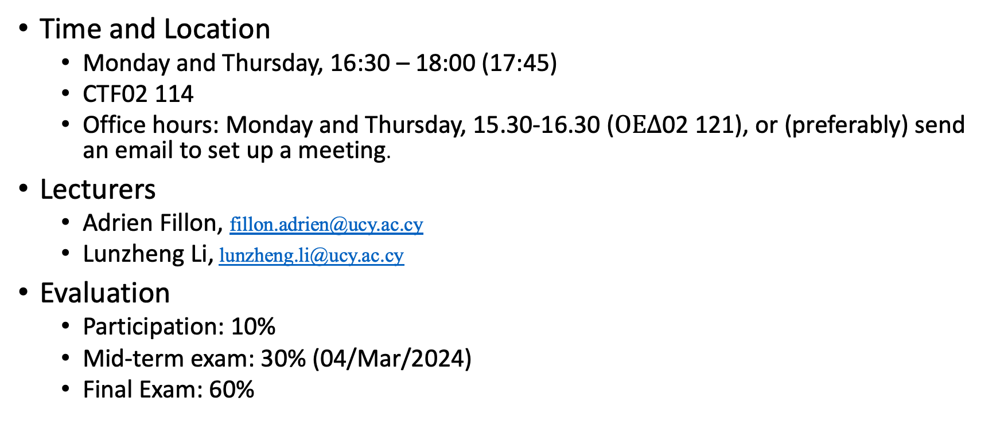 • Time and Location
• Monday and Thursday, 16:30 – 18:00 (17:45)
• CTF02 114
• Office hours: Monday and Thursday, 15.30-16.30 (ΟΕΔ02 121), or (preferably) send
an email to set up a meeting.
• Lecturers
• Adrien Fillon, fillon.adrien@ucy.ac.cy
• Lunzheng Li, lunzheng.li@ucy.ac.cy
• Evaluation
• Participation: 10%
• Mid-term exam: 30% (04/Mar/2024)
• Final Exam: 60%